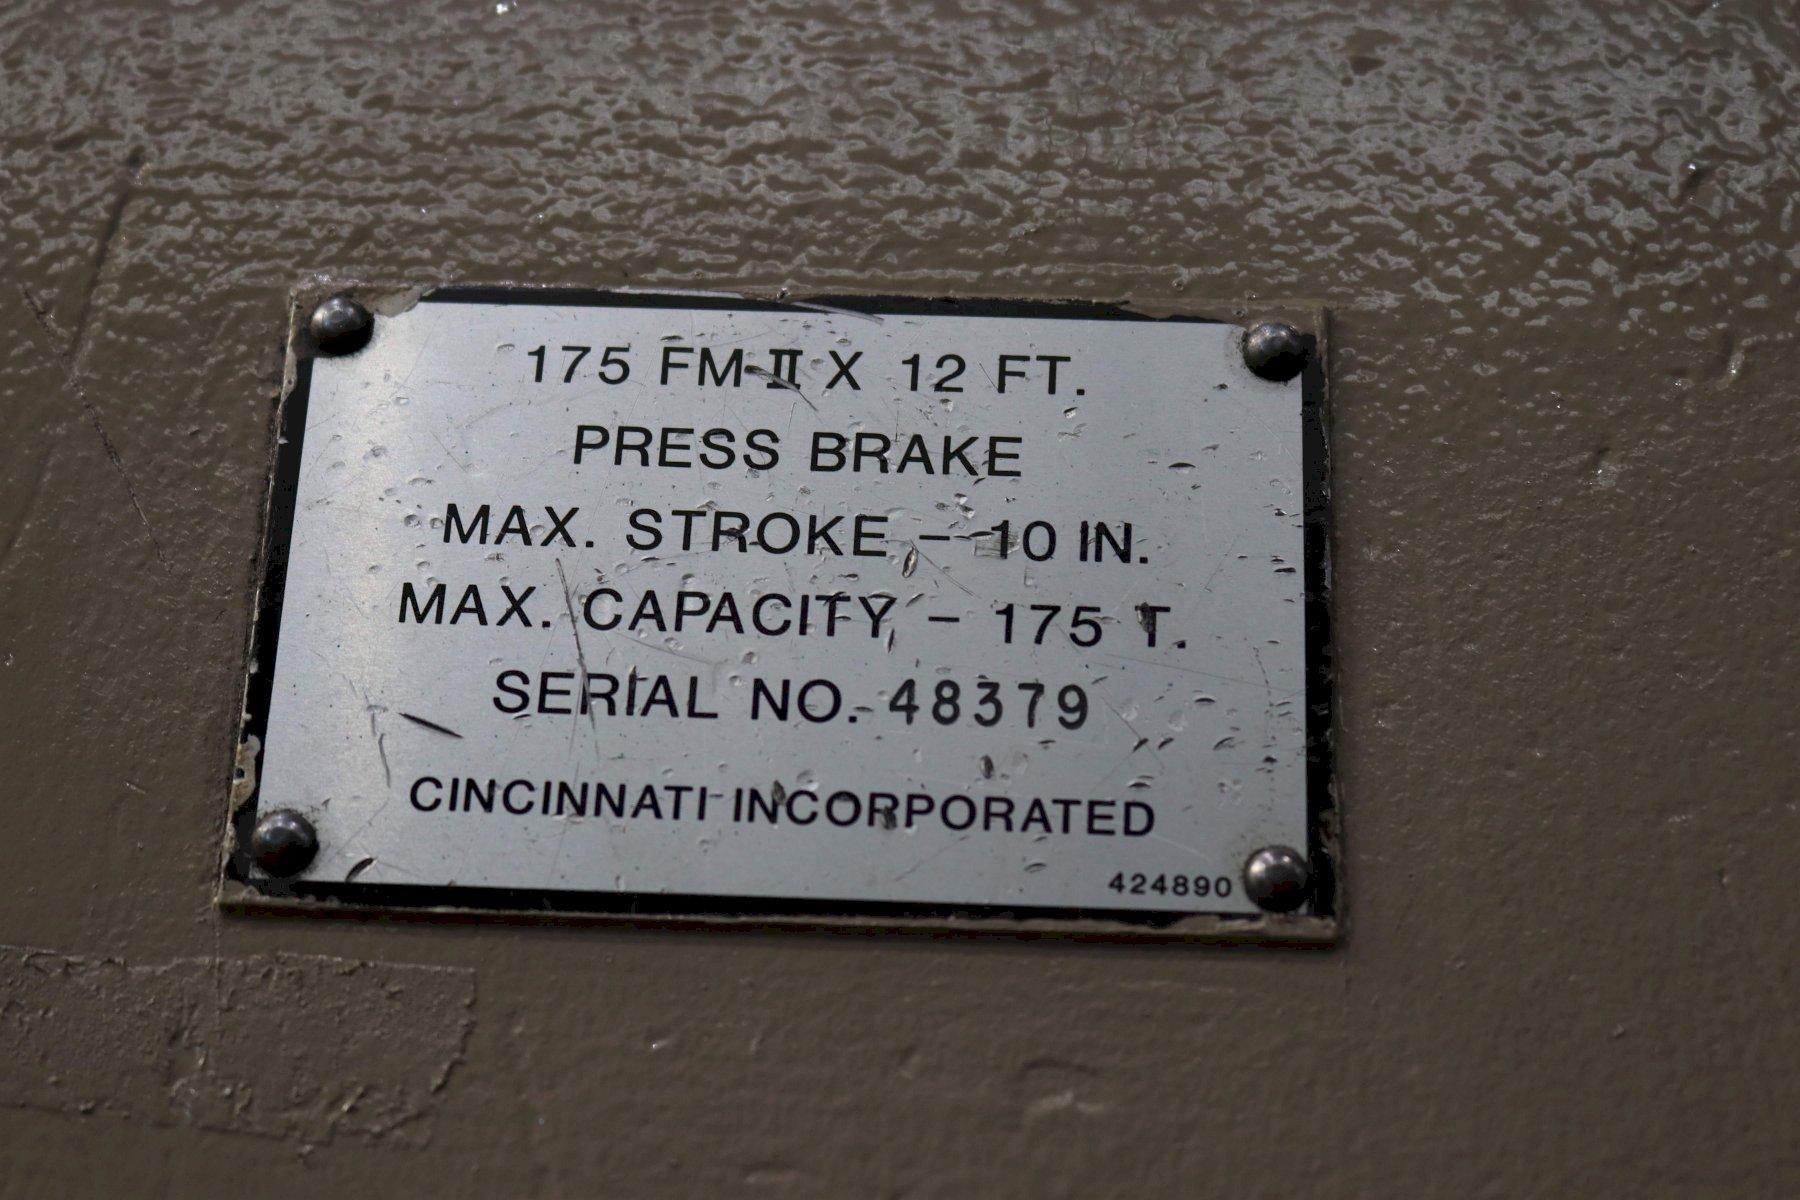 175 FM-II X 12 FT.
PRESS BRAKE
MAX. STROKE – 10 IN.
MAX. CAPACITY – 175 T.
SERIAL NO. 48379
CINCINNATI INCORPORATED
424890